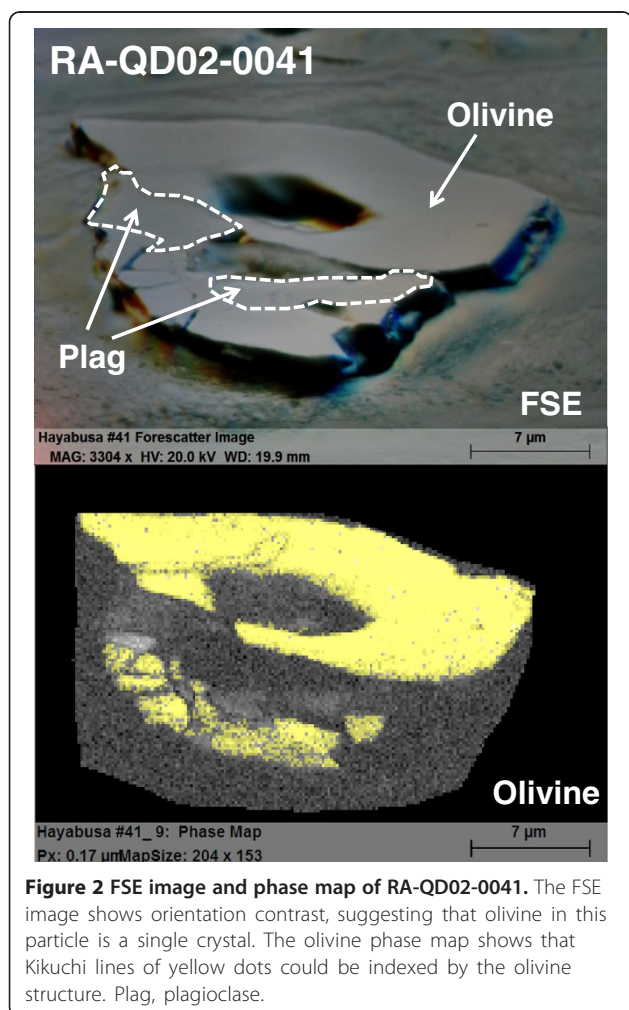 RA-QD02-0041
Olivine
Plag
FSE
Hayabusa #41 Forescatter Image
MAG: 3304 x HV: 20.0 kV WD: 19.9 mm
7 µm
Olivine
Hayabusa #41_ 9: Phase Map
Px: 0.17 µmMapSize: 204 x 153
7 µm
Figure 2 FSE image and phase map of RA-QD02-0041. The FSE
image shows orientation contrast, suggesting that olivine in this
particle is a single crystal. The olivine phase map shows that
Kikuchi lines of yellow dots could be indexed by the olivine
structure. Plag, plagioclase.